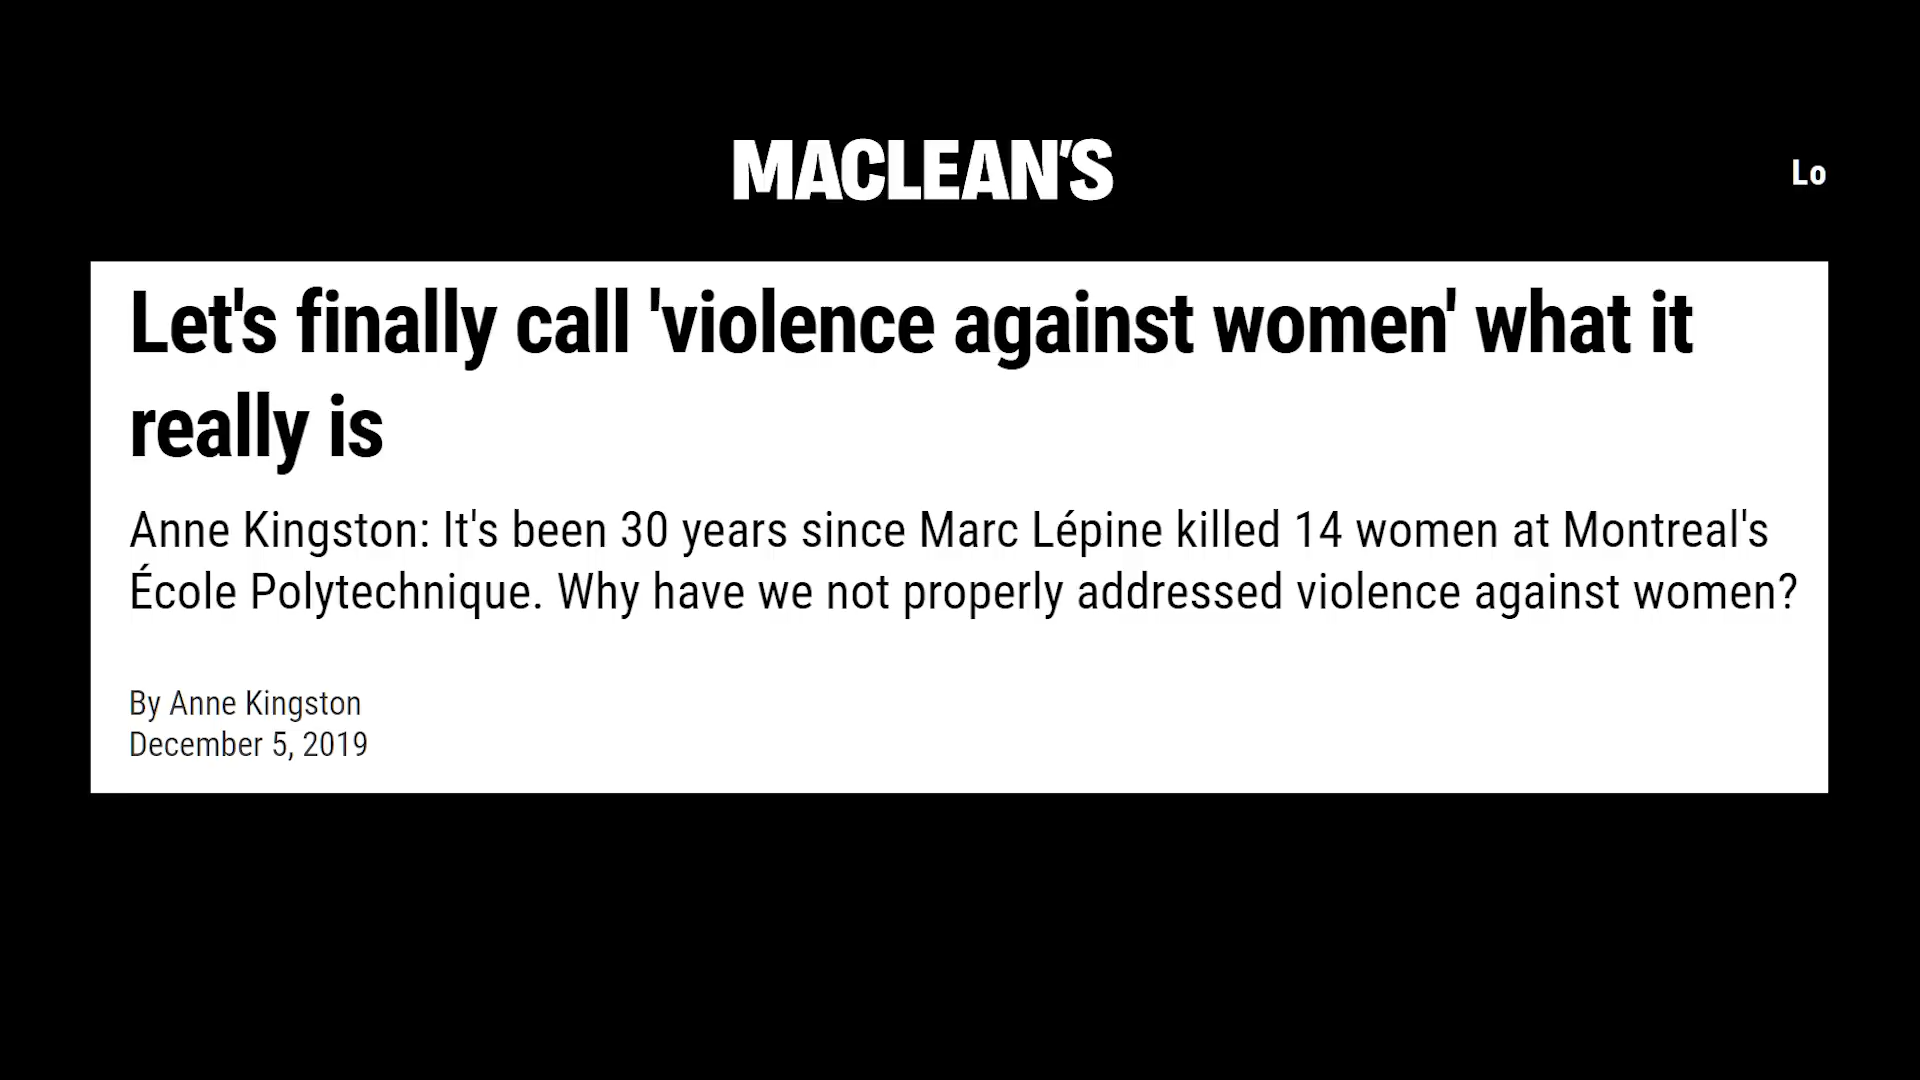 MACLEAN'S
Lo
Let's finally call 'violence against women' what it
really is
Anne Kingston: It's been 30 years since Marc Lépine killed 14 women at Montreal's
École Polytechnique. Why have we not properly addressed violence against women?
By Anne Kingston
December 5, 2019